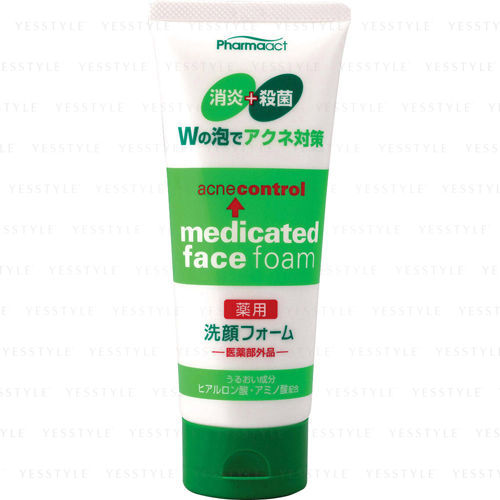 Pharmaact
消炎+殺菌
Wの泡でアクネ対策
acnecontrol
medicated
face foam
薬用
洗顔フォーム
医薬部外品
うるおい成分
ヒアルロン酸・アミノ酸配合
YESSTYLE